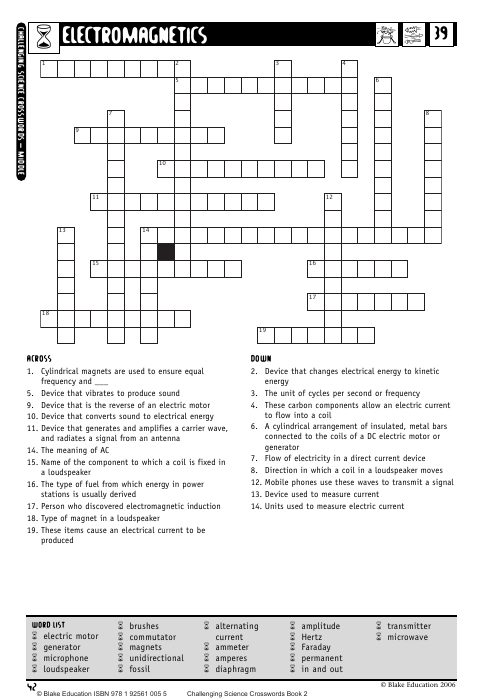 ELECTROMAGNETICS
39
CHALLENGING SCIENCE CROSSWORDS – MIDDLE
1 2 3 4
5 6
7 8
9
10
11 12
13 14
15 16
17
18
19
ACROSS
1. Cylindrical magnets are used to ensure equal
frequency and ___
5. Device that vibrates to produce sound
9. Device that is the reverse of an electric motor
10. Device that converts sound to electrical energy
11. Device that generates and amplifies a carrier wave,
and radiates a signal from an antenna
14. The meaning of AC
15. Name of the component to which a coil is fixed in
a loudspeaker
16. The type of fuel from which energy in power
stations is usually derived
17. Person who discovered electromagnetic induction
18. Type of magnet in a loudspeaker
19. These items cause an electrical current to be
produced
DOWN
2. Device that changes electrical energy to kinetic
energy
3. The unit of cycles per second or frequency
4. These carbon components allow an electric current
to flow into a coil
6. A cylindrical arrangement of insulated, metal bars
connected to the coils of a DC electric motor or
generator
7. Flow of electricity in a direct current device
8. Direction in which a coil in a loudspeaker moves
12. Mobile phones use these waves to transmit a signal
13. Device used to measure current
14. Units used to measure electric current
WORD LIST
electric motor
generator
microphone
loudspeaker
brushes
commutator
magnets
unidirectional
fossil
alternating
current
ammeter
amperes
diaphragm
amplitude
Hertz
Faraday
permanent
in and out
transmitter
microwave
42
© Blake Education 2006
© Blake Education ISBN 978 1 92561 005 5 Challenging Science Crosswords Book 2